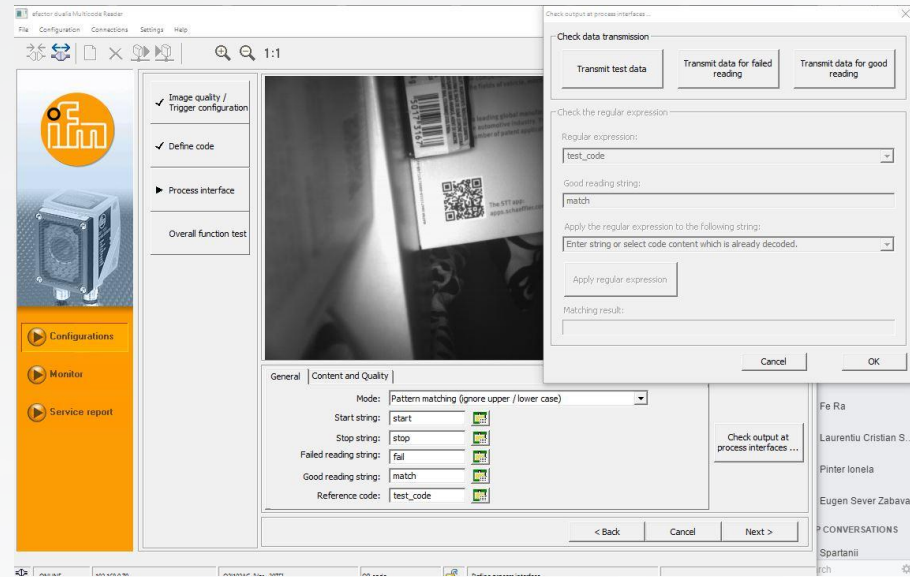 efector dualis Multicode Reader
File Configuration Connections Settings Help
1:1
ifm
Configurations
Monitor
Service report
Image quality /
Trigger configuration
Define code
Process interface
Overall function test
The STT app:
General
Content and Quality
Mode: Pattern matching (ignore upper / lower case)
Start string: start
Stop string: stop
Failed reading string: fail
Good reading string: match
Reference code: test_code
Check output at
process interfaces ...
< Back Cancel Next >
Check output at process interfaces ...
Check data transmission
Transmit test data
Transmit data for failed
reading
Transmit data for good
reading
Check the regular expression
Regular expression:
test_code
Good reading string:
match
Apply the regular expression to the following string:
Enter string or select code content which is already decoded.
Apply regular expression
Matching result:
Cancel OK
Fe Ra
Laurentiu Cristian S...
Pinter Ionela
Eugen Sever Zabava
P CONVERSATIONS
Spartanii
rch